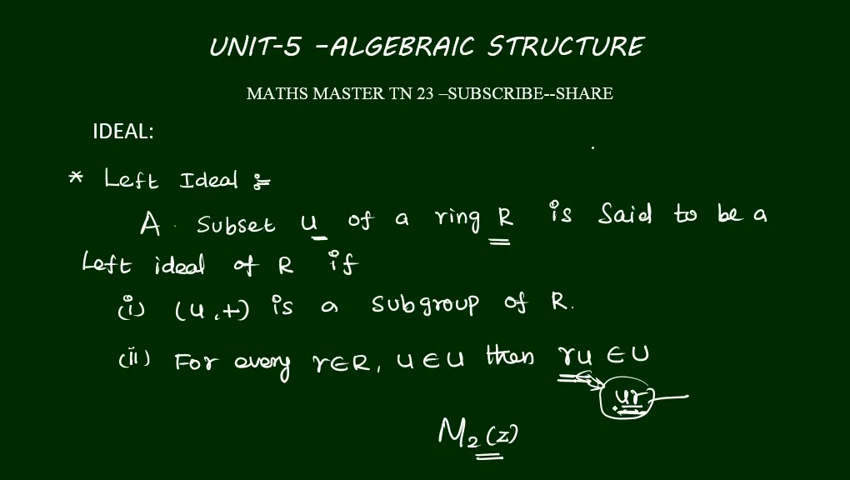 UNIT-5 -ALGEBRAIC STRUCTURE
MATHS MASTER TN 23 –SUBSCRIBE--SHARE
IDEAL:
* Left Ideal :-
A subset U of a ring R is said to be a
Left ideal of R if
(i) (U,+) is a subgroup of R.
(ii) For every r∈R, u∈U then ru∈U
ur
M₂(z)